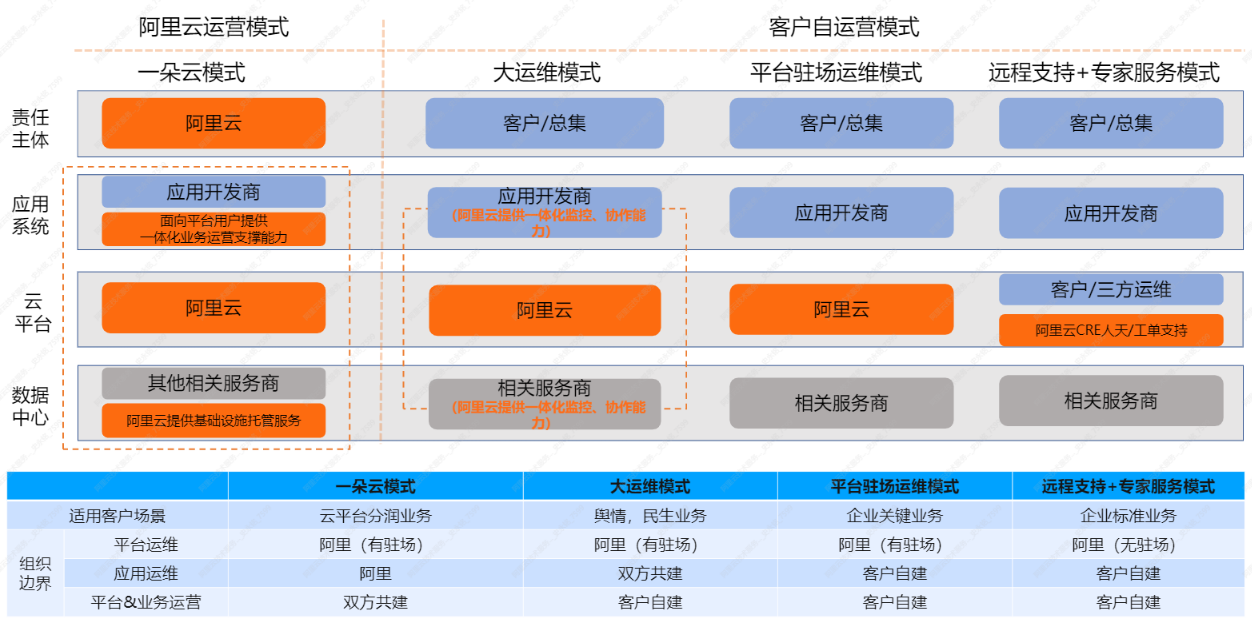 阿里云运营模式 客户自运营模式
一朵云模式 大运维模式 平台驻场运维模式 远程支持+专家服务模式
责任
主体
阿里云 客户/总集 客户/总集 客户/总集
应用
系统
应用开发商
面向平台用户提供
一体化业务运营支撑能力
应用开发商
(阿里云提供一体化监控、协作能
力)
应用开发商
应用开发商
云
平台
阿里云
阿里云
阿里云
客户/三方运维
阿里云CRE人天/工单支持
数据
中心
其他相关服务商
阿里云提供基础设施托管服务
相关服务商
(阿里云提供一体化监控、协作能
力)
相关服务商
相关服务商
一朵云模式 大运维模式 平台驻场运维模式 远程支持+专家服务模式
适用客户场景 云平台分润业务 舆情，民生业务 企业关键业务 企业标准业务
组织
边界
平台运维 阿里（有驻场） 阿里（有驻场） 阿里（有驻场） 阿里（无驻场）
应用运维 阿里 双方共建 客户自建 客户自建
平台&业务运营 双方共建 客户自建 客户自建 客户自建